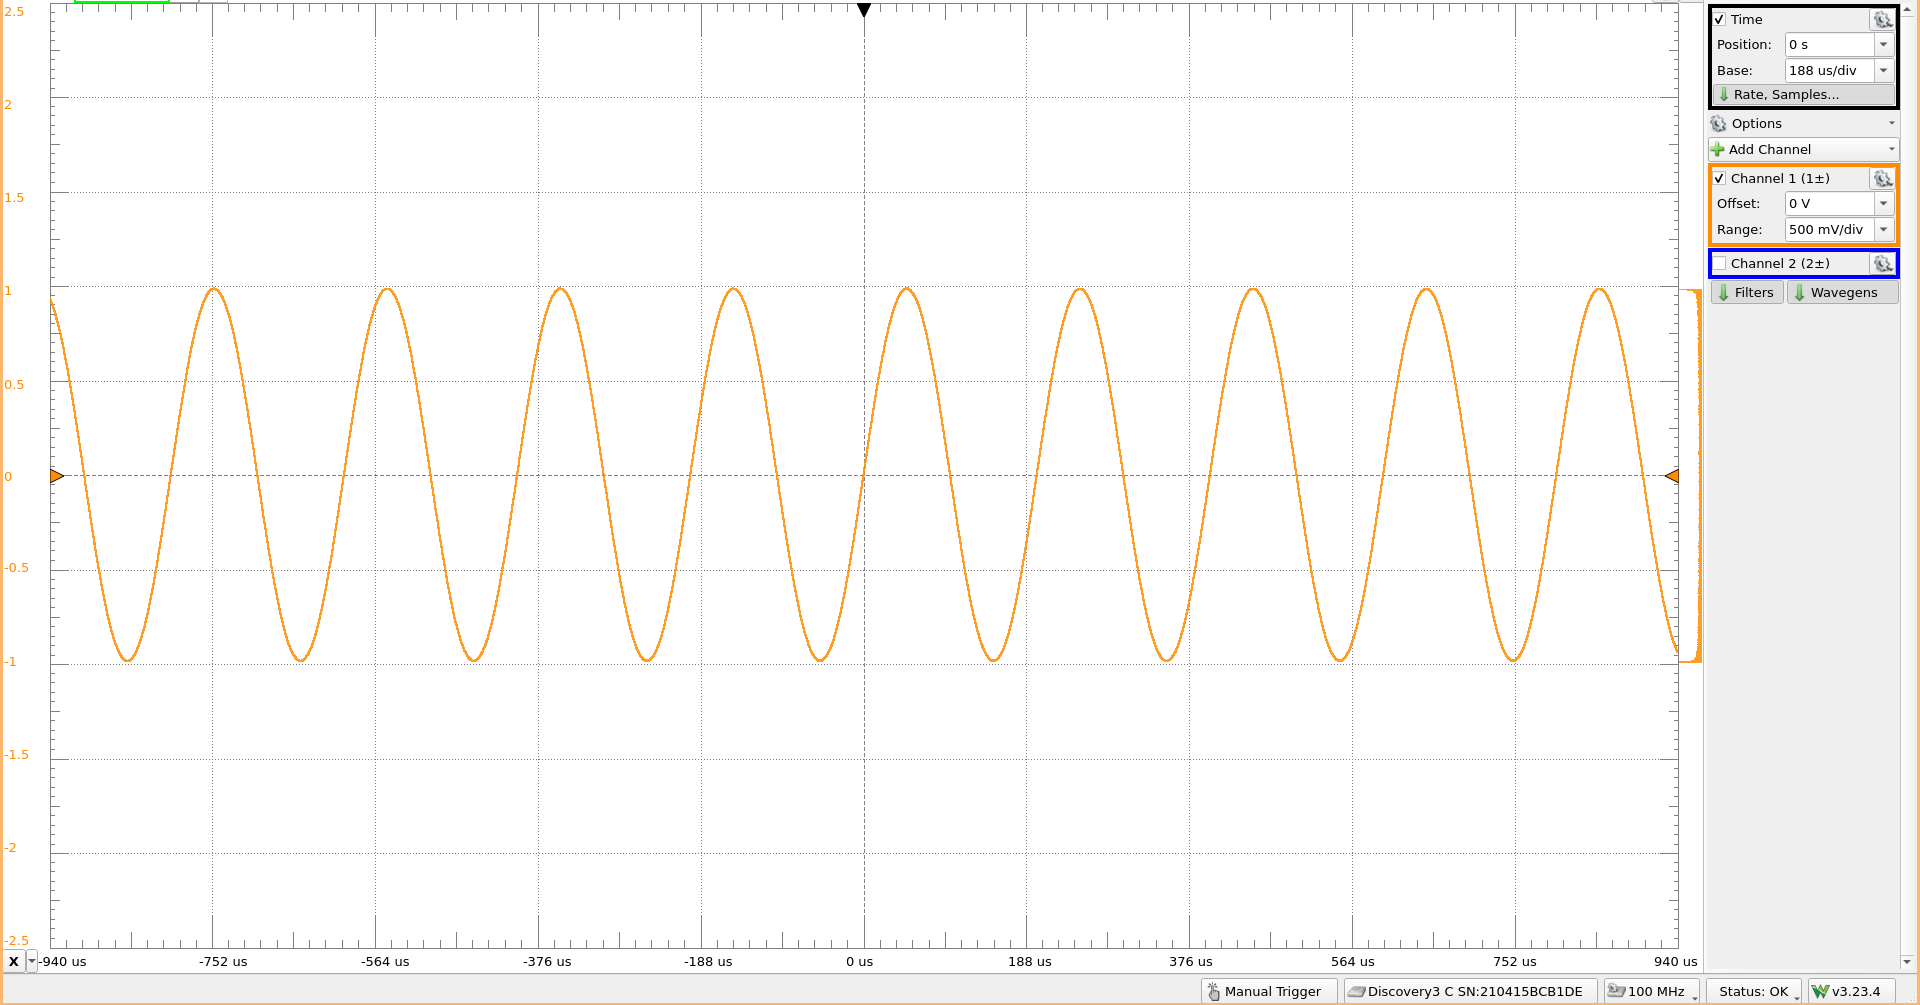 2.5
2
1.5
1
0.5
0
-0.5
-1
-1.5
-2
-2.5
X
-940 us -752 us -564 us -376 us -188 us 0 us 188 us 376 us 564 us 752 us 940 us
Time
Position: 0 s
Base: 188 us/div
Rate, Samples...
Options
Add Channel
Channel 1 (1±)
Offset: 0 V
Range: 500 mV/div
Channel 2 (2±)
Filters Wavegens
Manual Trigger Discovery3 C SN:210415BCB1DE 100 MHz Status: OK v3.23.4